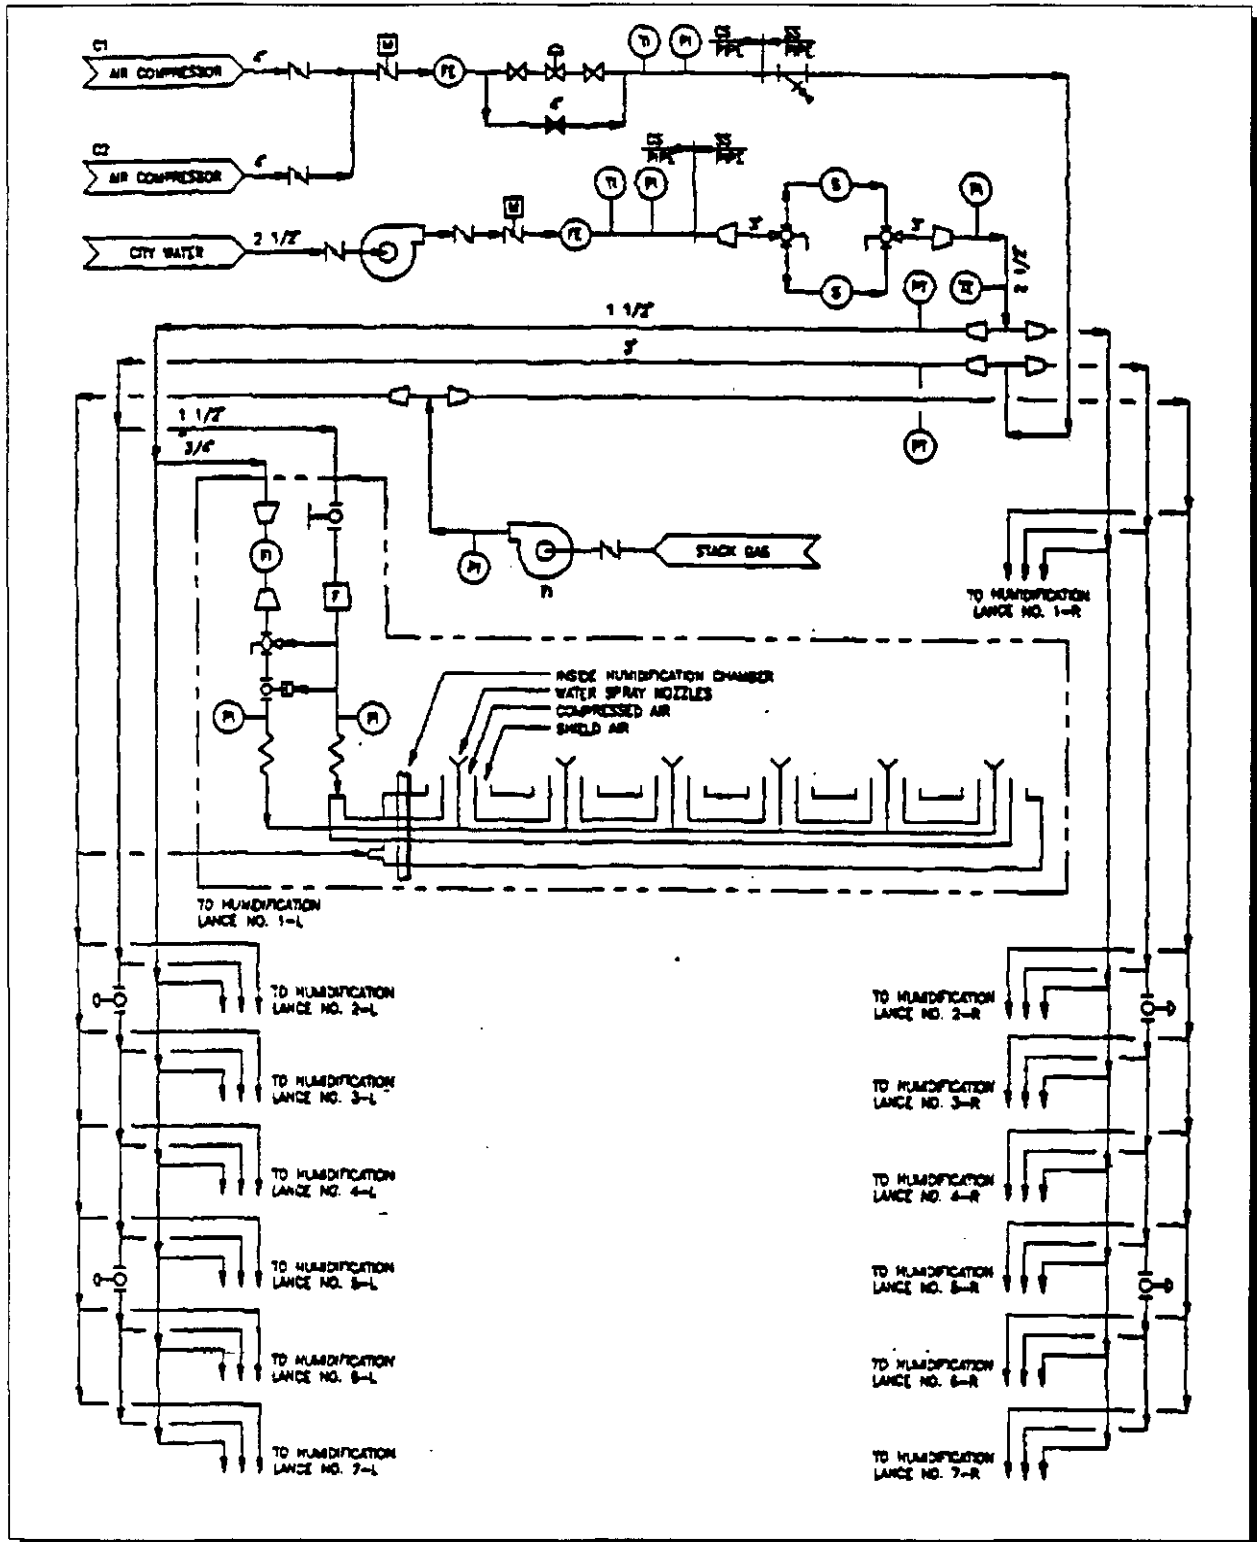 C1
AIR COMPRESSOR
4"
M
FE
4"
TI
PI
CS PIPE
SS PIPE
C2
AIR COMPRESSOR
4"
CS PIPE
SS PIPE
CITY WATER
2 1/2"
M
FE
TI
PI
3"
S
S
3"
PI
2 1/2"
PT
TE
1 1/2"
3"
PT
1 1/2"
3/4"
FI
F
PI
PI
PT
STACK GAS
TO HUMIDIFICATION
LANCE NO. 1-R
INSIDE HUMIDIFICATION CHAMBER
WATER SPRAY NOZZLES
COMPRESSED AIR
SHIELD AIR
TO HUMIDIFICATION
LANCE NO. 1-L
TO HUMIDIFICATION
LANCE NO. 2-L
TO HUMIDIFICATION
LANCE NO. 2-R
TO HUMIDIFICATION
LANCE NO. 3-L
TO HUMIDIFICATION
LANCE NO. 3-R
TO HUMIDIFICATION
LANCE NO. 4-L
TO HUMIDIFICATION
LANCE NO. 4-R
TO HUMIDIFICATION
LANCE NO. 5-L
TO HUMIDIFICATION
LANCE NO. 5-R
TO HUMIDIFICATION
LANCE NO. 6-L
TO HUMIDIFICATION
LANCE NO. 6-R
TO HUMIDIFICATION
LANCE NO. 7-L
TO HUMIDIFICATION
LANCE NO. 7-R